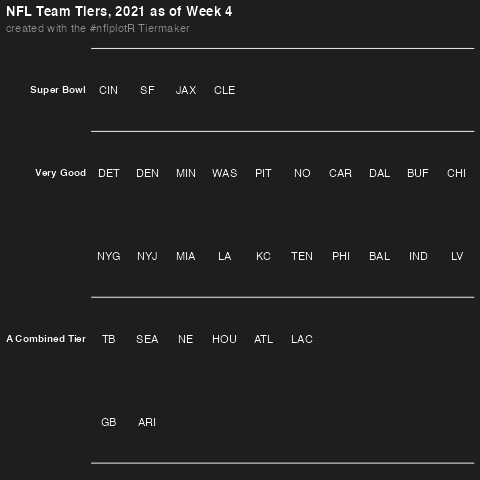 NFL Team Tiers, 2021 as of Week 4
created with the #nflplotR Tiermaker
Super Bowl CIN SF JAX CLE
Very Good DET DEN MIN WAS PIT NO CAR DAL BUF CHI
NYG NYJ MIA LA KC TEN PHI BAL IND LV
A Combined Tier TB SEA NE HOU ATL LAC
GB ARI